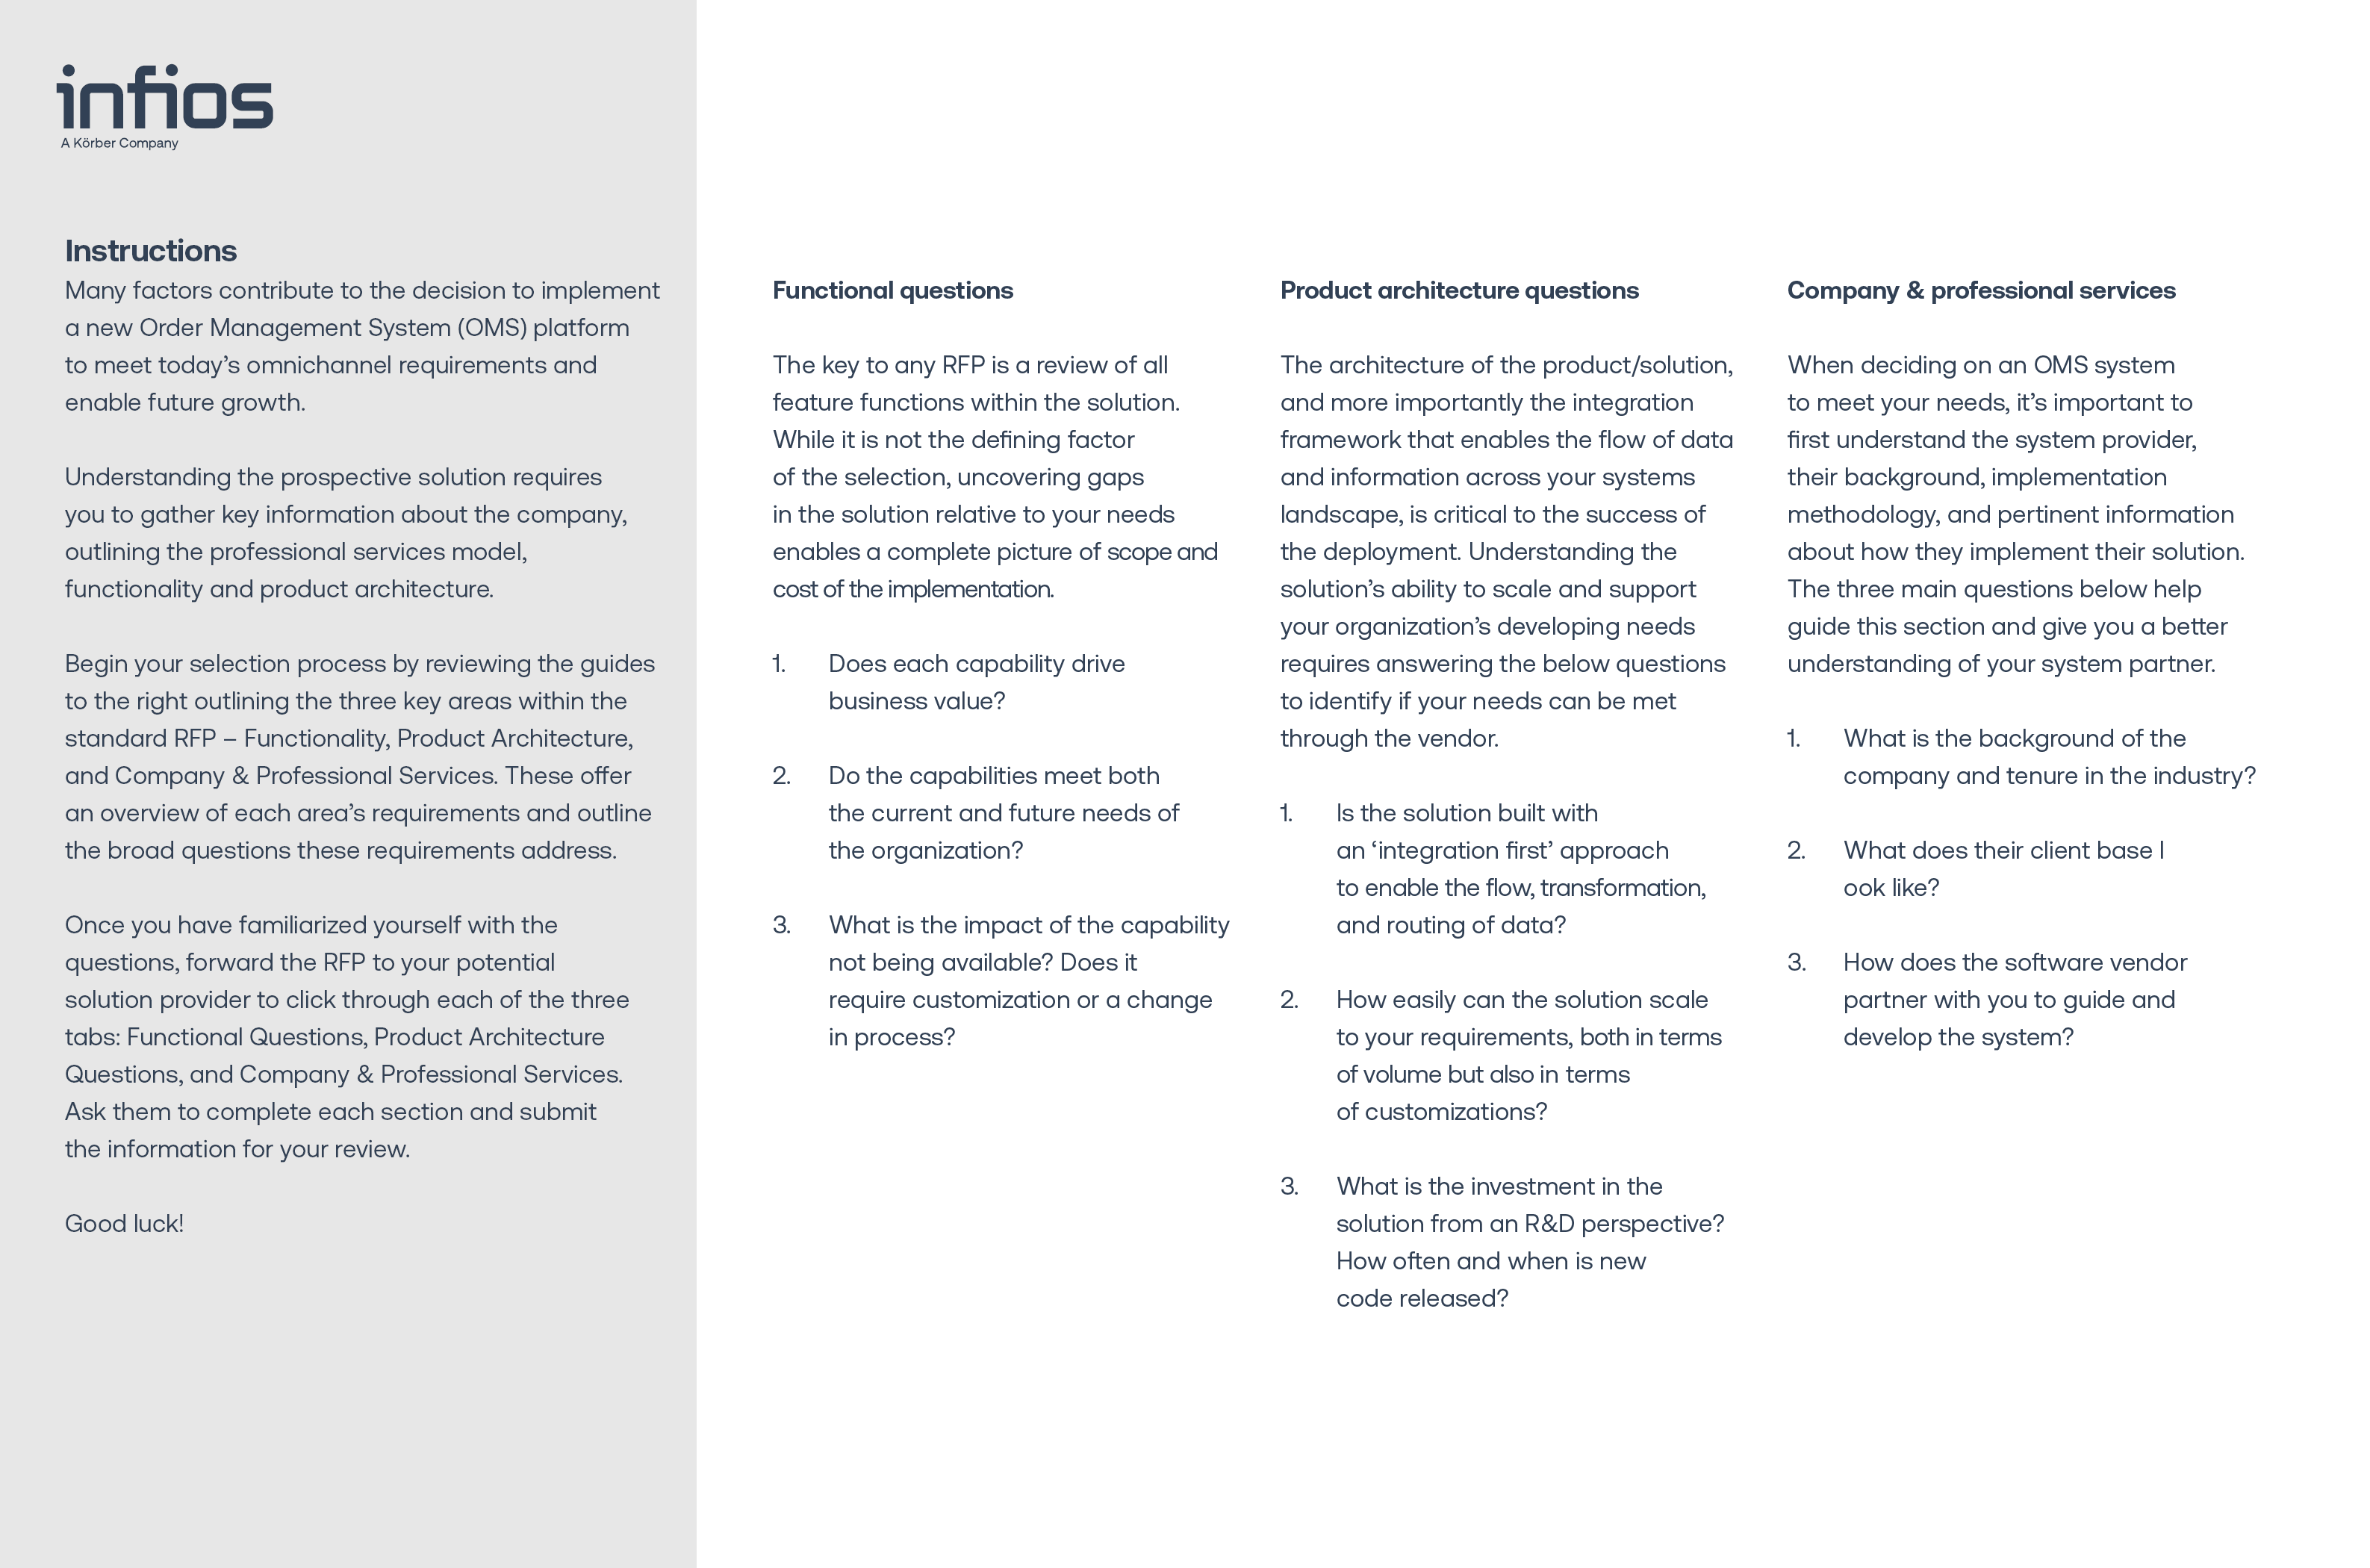 infios
A Körber Company
Instructions
Many factors contribute to the decision to implement
a new Order Management System (OMS) platform
to meet today’s omnichannel requirements and
enable future growth.
Understanding the prospective solution requires
you to gather key information about the company,
outlining the professional services model,
functionality and product architecture.
Begin your selection process by reviewing the guides
to the right outlining the three key areas within the
standard RFP – Functionality, Product Architecture,
and Company & Professional Services. These offer
an overview of each area’s requirements and outline
the broad questions these requirements address.
Once you have familiarized yourself with the
questions, forward the RFP to your potential
solution provider to click through each of the three
tabs: Functional Questions, Product Architecture
Questions, and Company & Professional Services.
Ask them to complete each section and submit
the information for your review.
Good luck!
Functional questions
The key to any RFP is a review of all
feature functions within the solution.
While it is not the defining factor
of the selection, uncovering gaps
in the solution relative to your needs
enables a complete picture of scope and
cost of the implementation.
1. Does each capability drive
business value?
2. Do the capabilities meet both
the current and future needs of
the organization?
3. What is the impact of the capability
not being available? Does it
require customization or a change
in process?
Product architecture questions
The architecture of the product/solution,
and more importantly the integration
framework that enables the flow of data
and information across your systems
landscape, is critical to the success of
the deployment. Understanding the
solution’s ability to scale and support
your organization’s developing needs
requires answering the below questions
to identify if your needs can be met
through the vendor.
1. Is the solution built with
an ‘integration first’ approach
to enable the flow, transformation,
and routing of data?
2. How easily can the solution scale
to your requirements, both in terms
of volume but also in terms
of customizations?
3. What is the investment in the
solution from an R&D perspective?
How often and when is new
code released?
Company & professional services
When deciding on an OMS system
to meet your needs, it’s important to
first understand the system provider,
their background, implementation
methodology, and pertinent information
about how they implement their solution.
The three main questions below help
guide this section and give you a better
understanding of your system partner.
1. What is the background of the
company and tenure in the industry?
2. What does their client base l
ook like?
3. How does the software vendor
partner with you to guide and
develop the system?